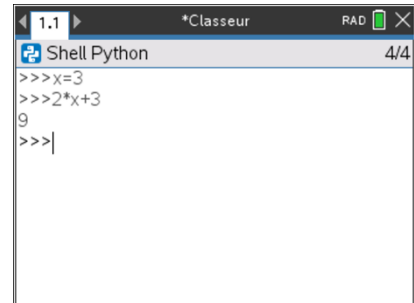 1.1 *Classeur RAD
Shell Python 4/4
>>>x=3
>>>2*x+3
9
>>>